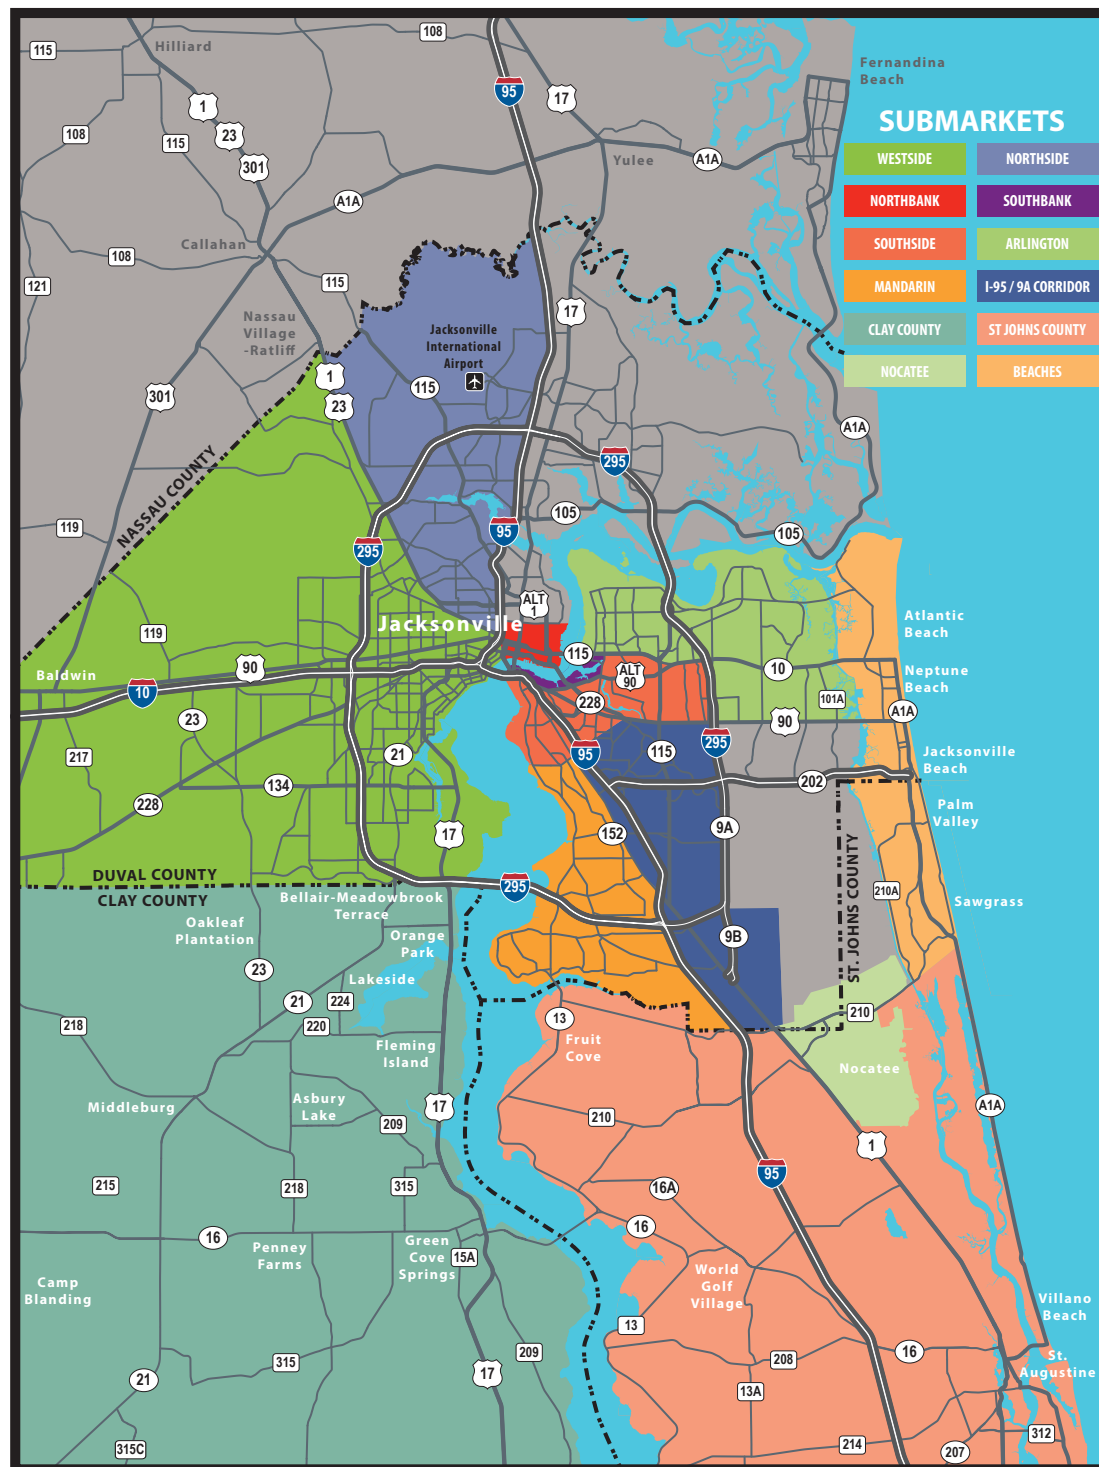 108
115
Hilliard
Fernandina
Beach
95
17
1
SUBMARKETS
108
115
23
WESTSIDE
NORTHSIDE
Yulee
A1A
301
NORTHBANK
SOUTHBANK
A1A
SOUTHSIDE
ARLINGTON
Callahan
108
MANDARIN
I-95 / 9A CORRIDOR
121
115
17
Nassau
Village
-Ratliff
Jacksonville
International
Airport
CLAY COUNTY
ST JOHNS COUNTY
NOCATEE
BEACHES
1
115
301
23
A1A
295
NASSAU COUNTY
119
105
95
105
295
ALT
1
Jacksonville
Atlantic
Beach
119
115
90
10
ALT
90
Baldwin
Neptune
Beach
10
101A
228
A1A
23
90
295
21
95
115
217
Jacksonville
Beach
134
202
228
Palm
Valley
17
152
9A
DUVAL COUNTY
CLAY COUNTY
295
210A
Bellair-Meadowbrook
Terrace
Sawgrass
Oakleaf
Plantation
Orange
Park
9B
ST. JOHNS COUNTY
23
Lakeside
21
224
210
218
220
13
Fruit
Cove
Fleming
Island
Nocatee
Middleburg
Asbury
Lake
17
A1A
209
210
1
95
215
218
315
16A
16
16
Penney
Farms
Green
Cove
Springs
15A
World
Golf
Village
Camp
Blanding
Villano
Beach
13
209
16
315
208
St.
Augustine
21
17
13A
312
315C
214
207